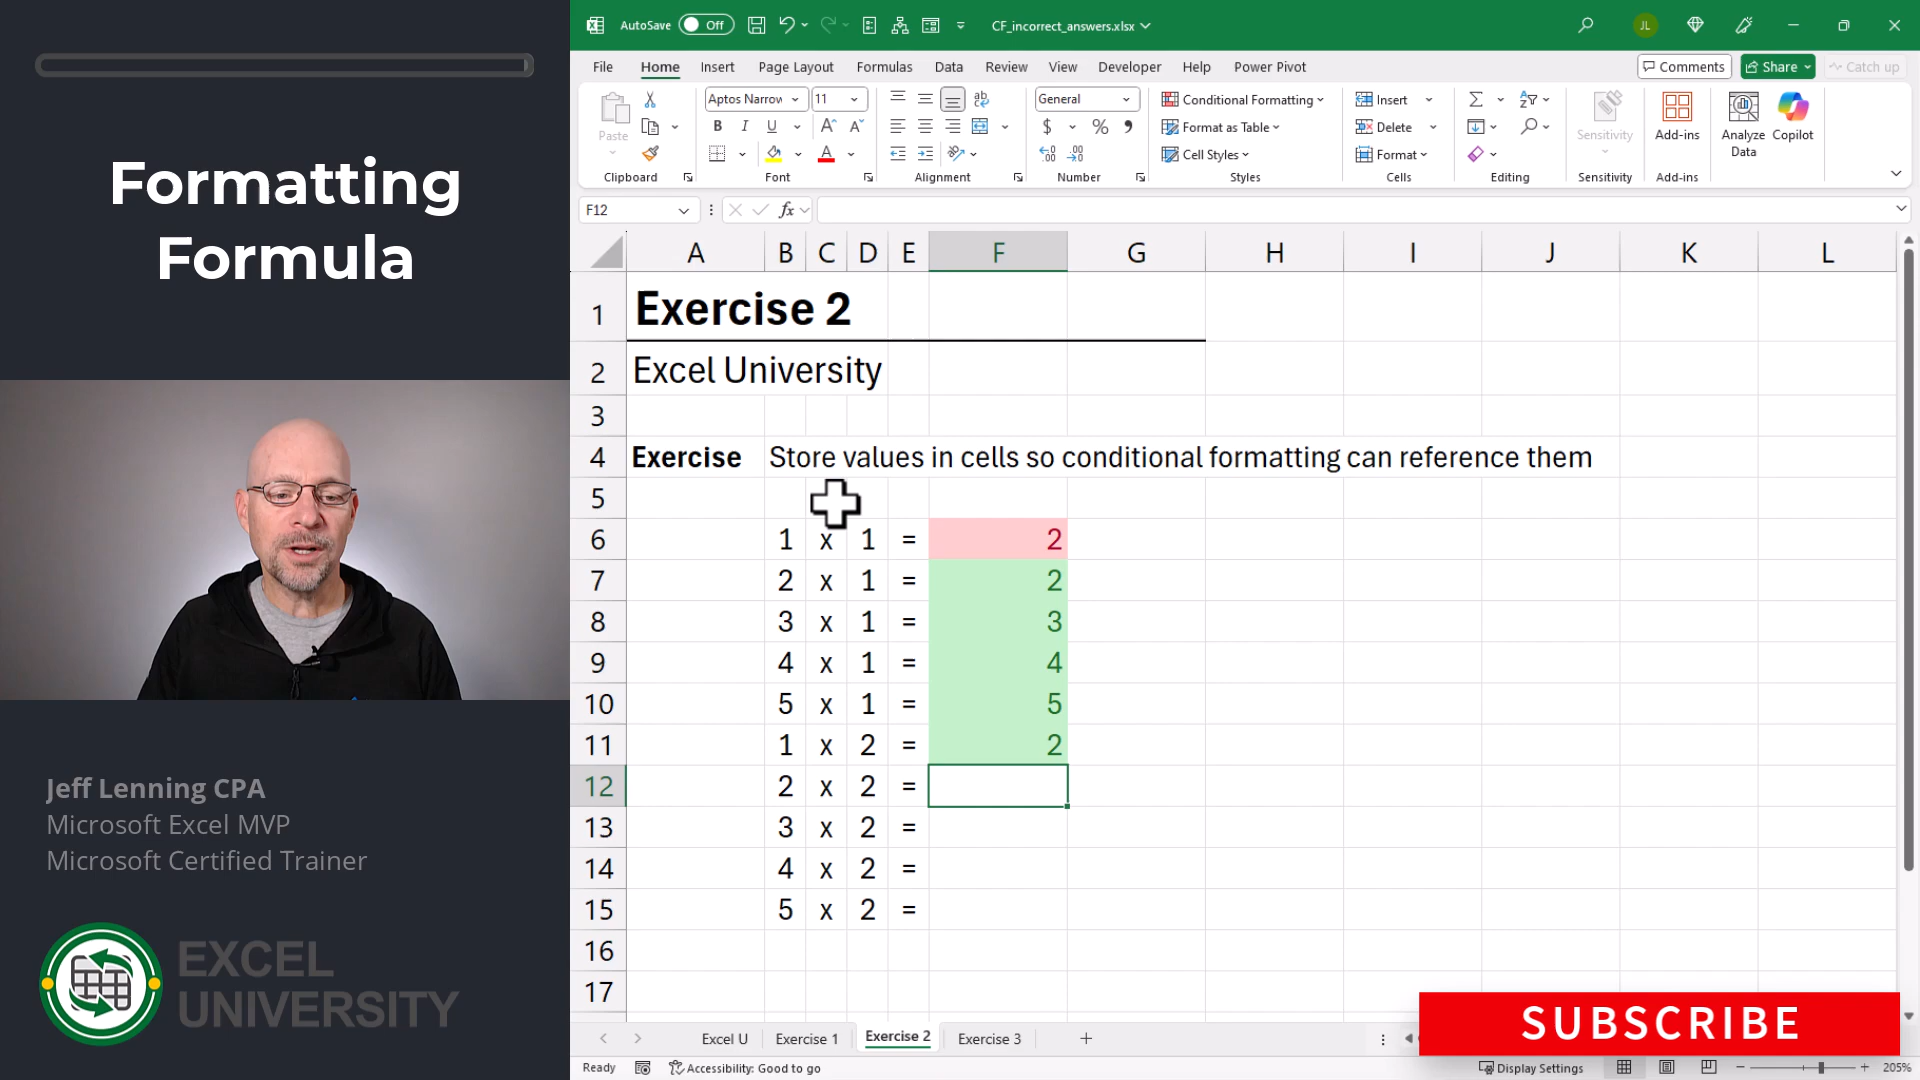 Formatting
Formula
Jeff Lenning CPA
Microsoft Excel MVP
Microsoft Certified Trainer
EXCEL
UNIVERSITY
AutoSave Off CF_incorrect_answers.xlsx JL
File Home Insert Page Layout Formulas Data Review View Developer Help Power Pivot Comments Share Catch up
Paste Aptos Narrow 11 General Conditional Formatting Insert
B I U $ % Format as Table Delete Sensitivity Add-ins Analyze Data Copilot
Cell Styles Format
Clipboard Font Alignment Number Styles Cells Editing Sensitivity Add-ins
F12 fx
A B C D E F G H I J K L
1 Exercise 2
2 Excel University
3
4 Exercise Store values in cells so conditional formatting can reference them
5
6 1 x 1 = 2
7 2 x 1 = 2
8 3 x 1 = 3
9 4 x 1 = 4
10 5 x 1 = 5
11 1 x 2 = 2
12 2 x 2 =
13 3 x 2 =
14 4 x 2 =
15 5 x 2 =
16
17
SUBSCRIBE
Excel U Exercise 1 Exercise 2 Exercise 3
Ready Accessibility: Good to go Display Settings 205%